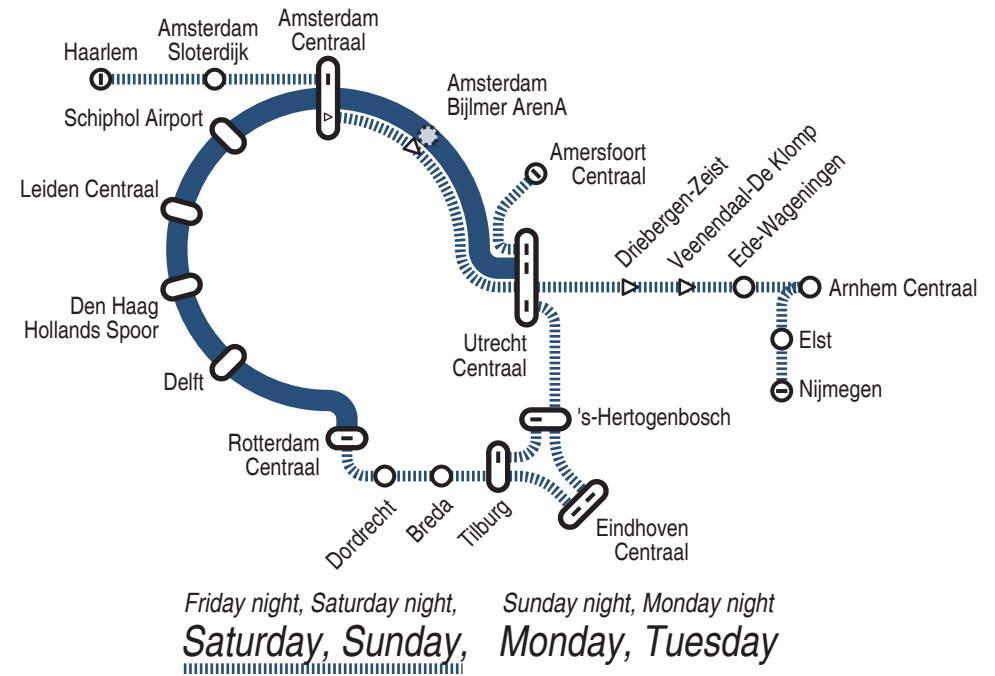 Amsterdam
Centraal
Amsterdam
Sloterdijk
Haarlem
Amsterdam
Bijlmer ArenA
Schiphol Airport
Amersfoort
Centraal
Driebergen-Zeist
Veenendaal-De Klomp
Ede-Wageningen
Leiden Centraal
Arnhem Centraal
Den Haag
Hollands Spoor
Utrecht
Centraal
Elst
Delft
Nijmegen
's-Hertogenbosch
Rotterdam
Centraal
Dordrecht
Breda
Tilburg
Eindhoven
Centraal
Friday night, Saturday night,
Saturday, Sunday,
Sunday night, Monday night
Monday, Tuesday